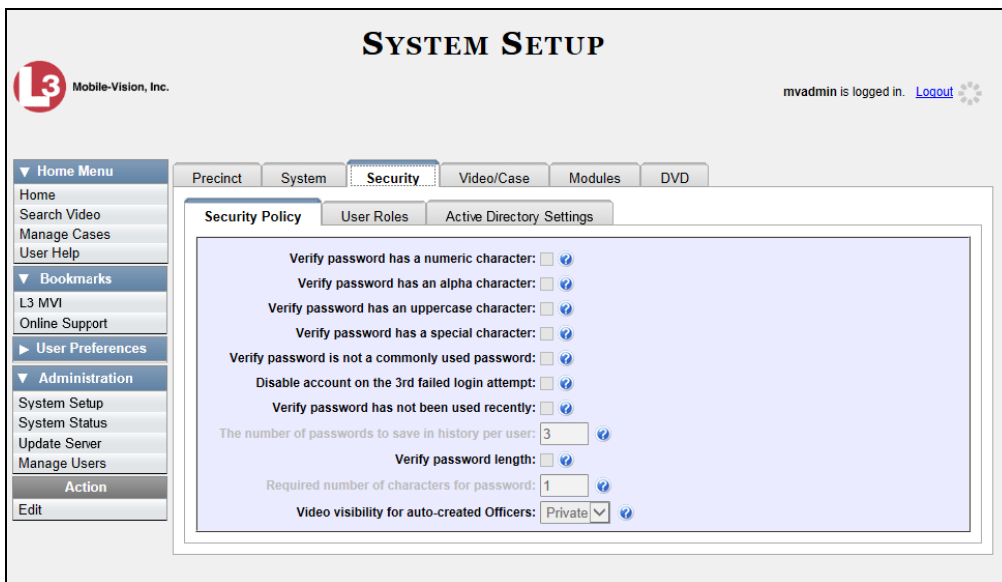 SYSTEM SETUP
L3 Mobile-Vision, Inc.
mvadmin is logged in. Logout
▼ Home Menu
Home
Search Video
Manage Cases
User Help
▼ Bookmarks
L3 MVI
Online Support
▶ User Preferences
▼ Administration
System Setup
System Status
Update Server
Manage Users
Action
Edit
Precinct System Security Video/Case Modules DVD
Security Policy User Roles Active Directory Settings
Verify password has a numeric character: ?
Verify password has an alpha character: ?
Verify password has an uppercase character: ?
Verify password has a special character: ?
Verify password is not a commonly used password: ?
Disable account on the 3rd failed login attempt: ?
Verify password has not been used recently: ?
The number of passwords to save in history per user: 3 ?
Verify password length: ?
Required number of characters for password: 1 ?
Video visibility for auto-created Officers: Private ?